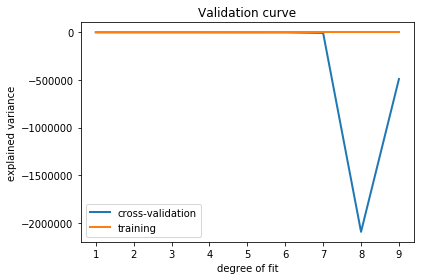 Validation curve
explained variance
0
−500000
−1000000
−1500000
−2000000
cross-validation
training
1 2 3 4 5 6 7 8 9
degree of fit